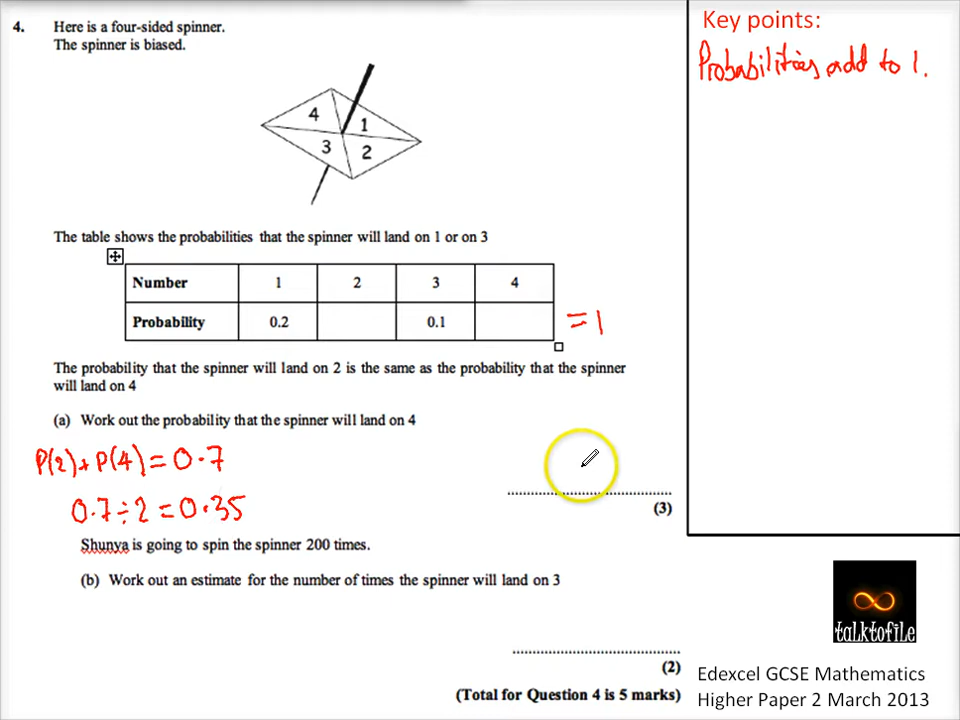 4. Here is a four-sided spinner.
The spinner is biased.
4
1
3
2
The table shows the probabilities that the spinner will land on 1 or on 3
Number 1 2 3 4
Probability 0.2 0.1
= 1
The probability that the spinner will land on 2 is the same as the probability that the spinner
will land on 4
(a) Work out the probability that the spinner will land on 4
P(2) + P(4) = 0.7
0.7 ÷ 2 = 0.35
(3)
Shunya is going to spin the spinner 200 times.
(b) Work out an estimate for the number of times the spinner will land on 3
(2)
(Total for Question 4 is 5 marks)
Key points:
Probabilities add to 1.
talktofile
Edexcel GCSE Mathematics
Higher Paper 2 March 2013